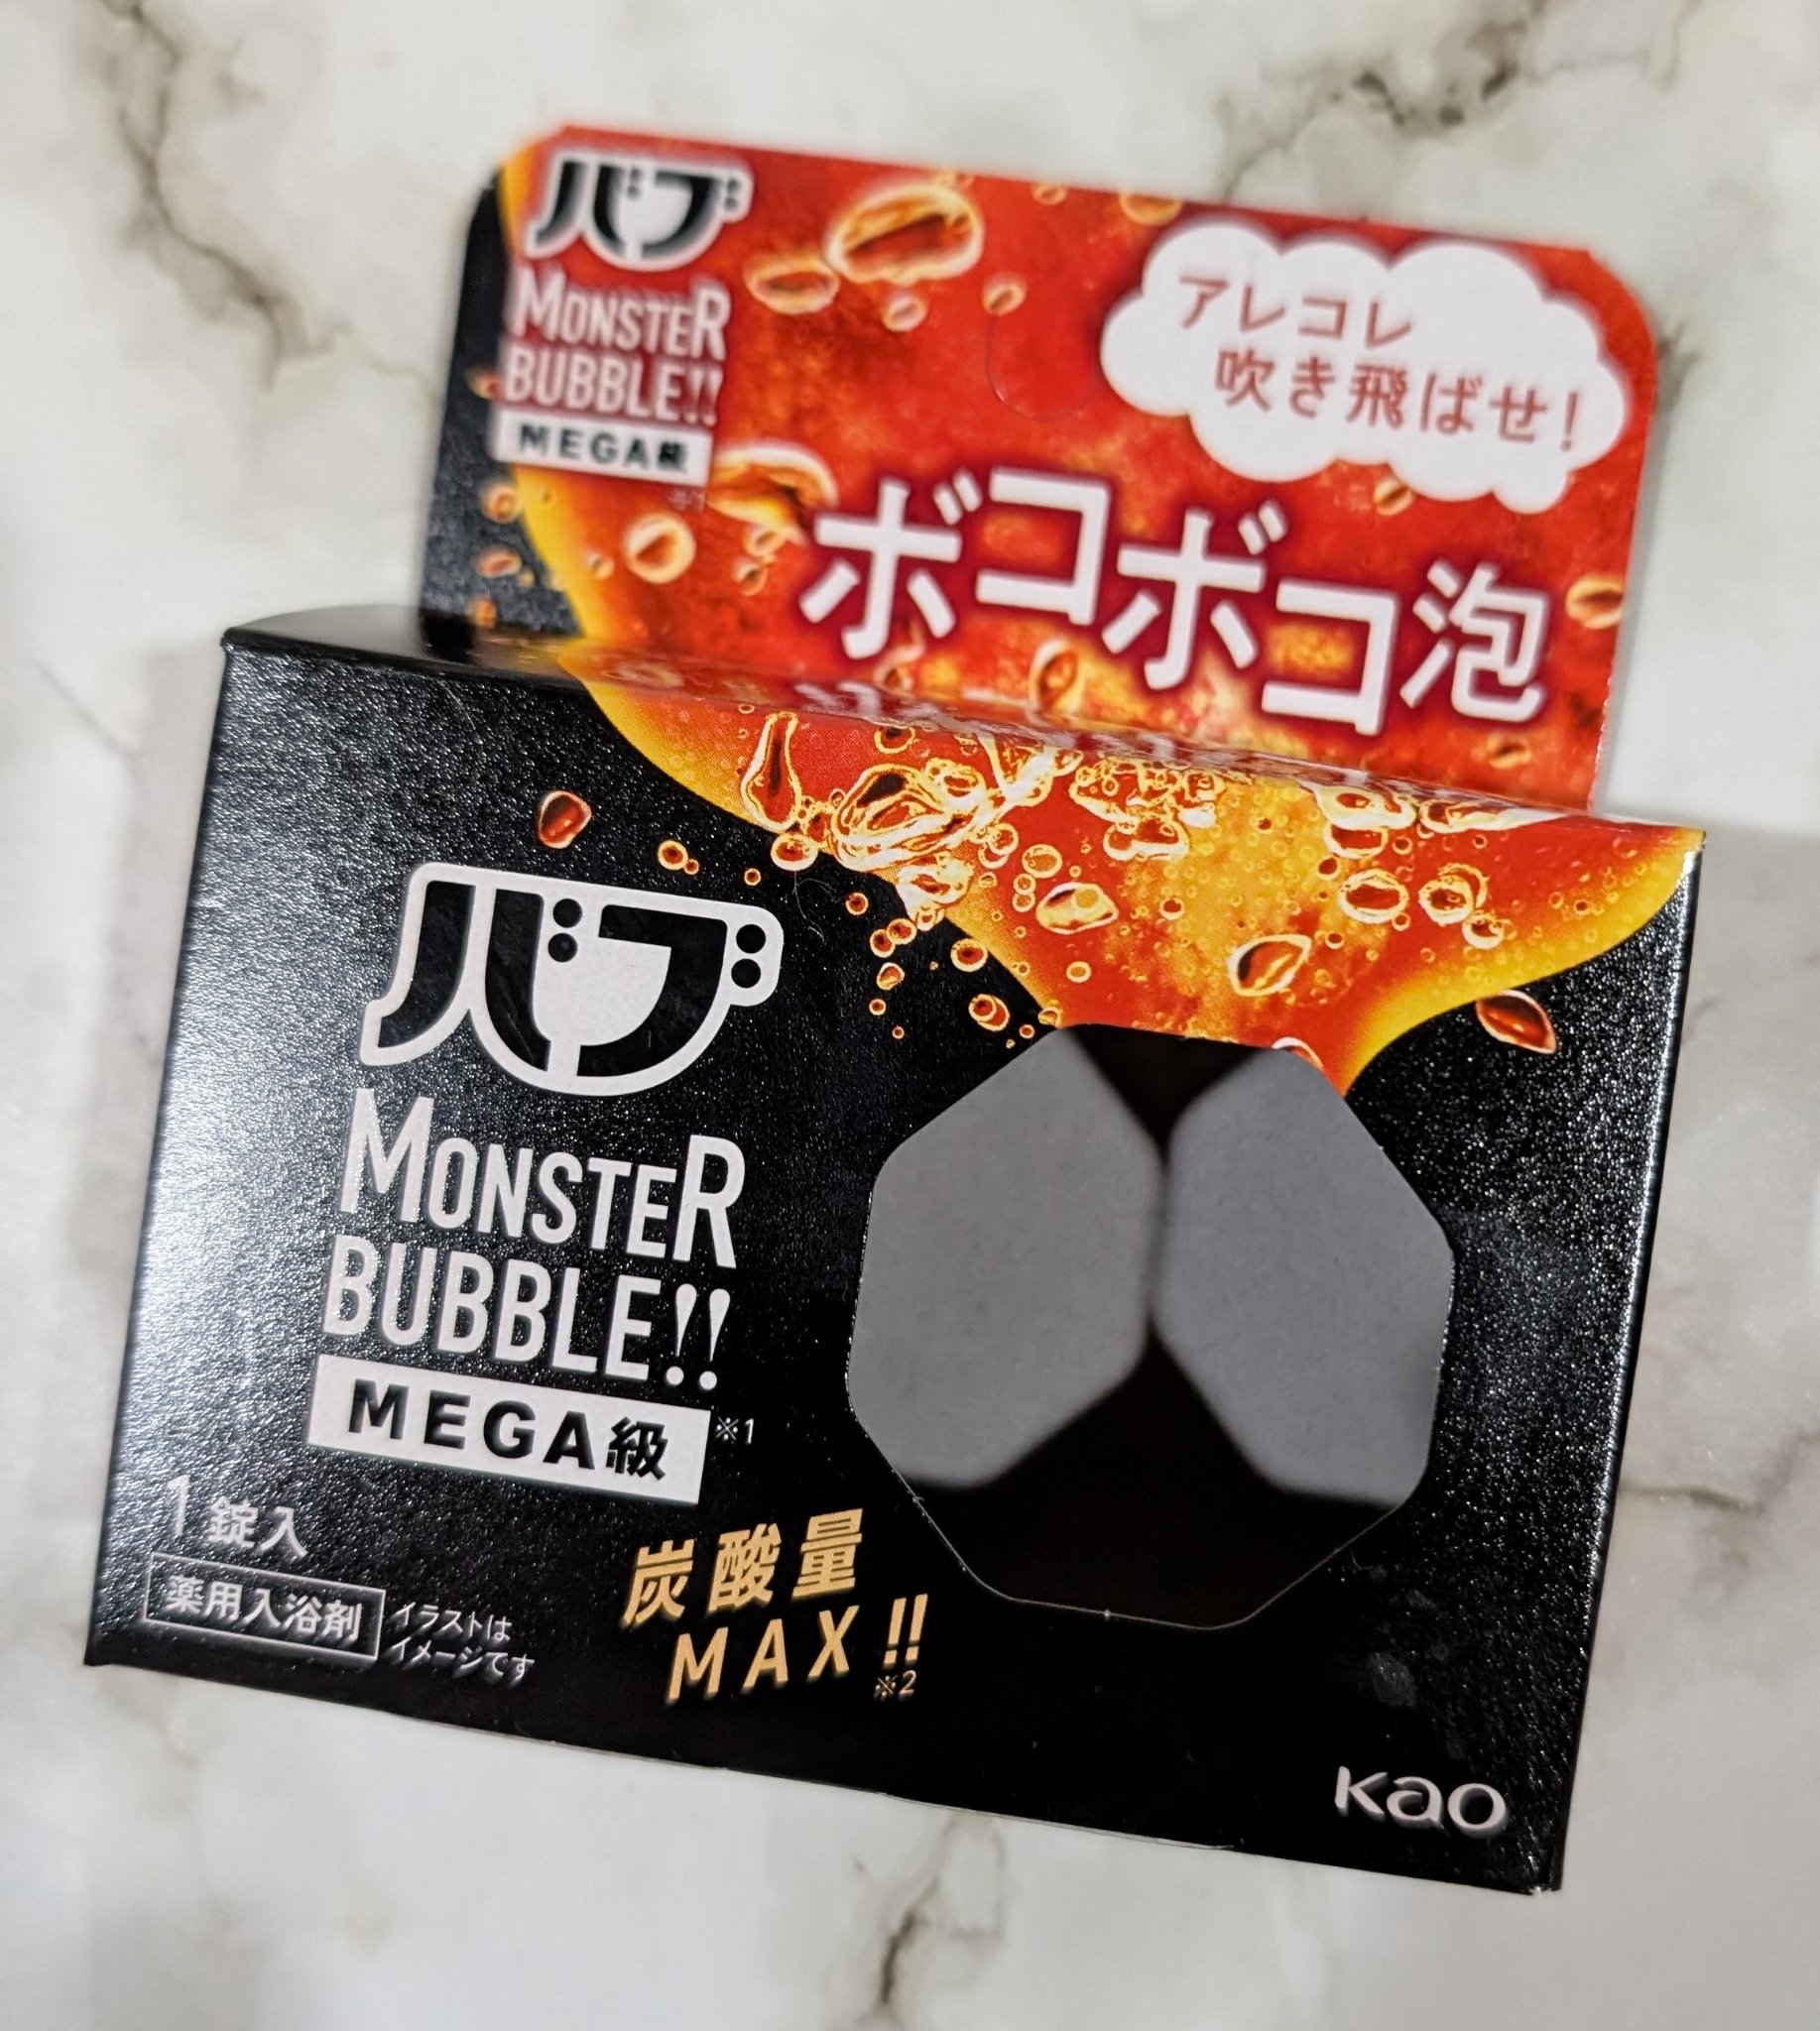 バブ
MONSTER
BUBBLE!!
MEGA級
※1
アレコレ
吹き飛ばせ!
ボコボコ泡
バブ
MONSTER
BUBBLE!!
MEGA級
※1
1錠入
薬用入浴剤
イラストは
イメージです
炭酸量
MAX!!
※2
Kao